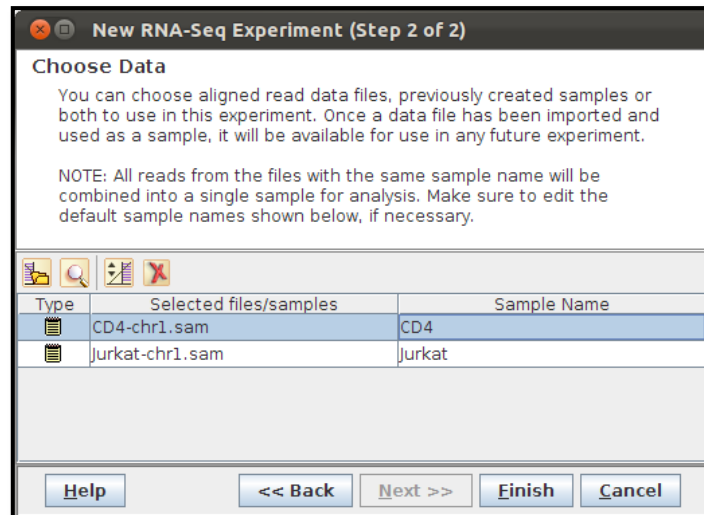 New RNA-Seq Experiment (Step 2 of 2)
Choose Data
You can choose aligned read data files, previously created samples or
both to use in this experiment. Once a data file has been imported and
used as a sample, it will be available for use in any future experiment.
NOTE: All reads from the files with the same sample name will be
combined into a single sample for analysis. Make sure to edit the
default sample names shown below, if necessary.
Type Selected files/samples Sample Name
CD4-chr1.sam CD4
Jurkat-chr1.sam Jurkat
Help << Back Next >> Finish Cancel